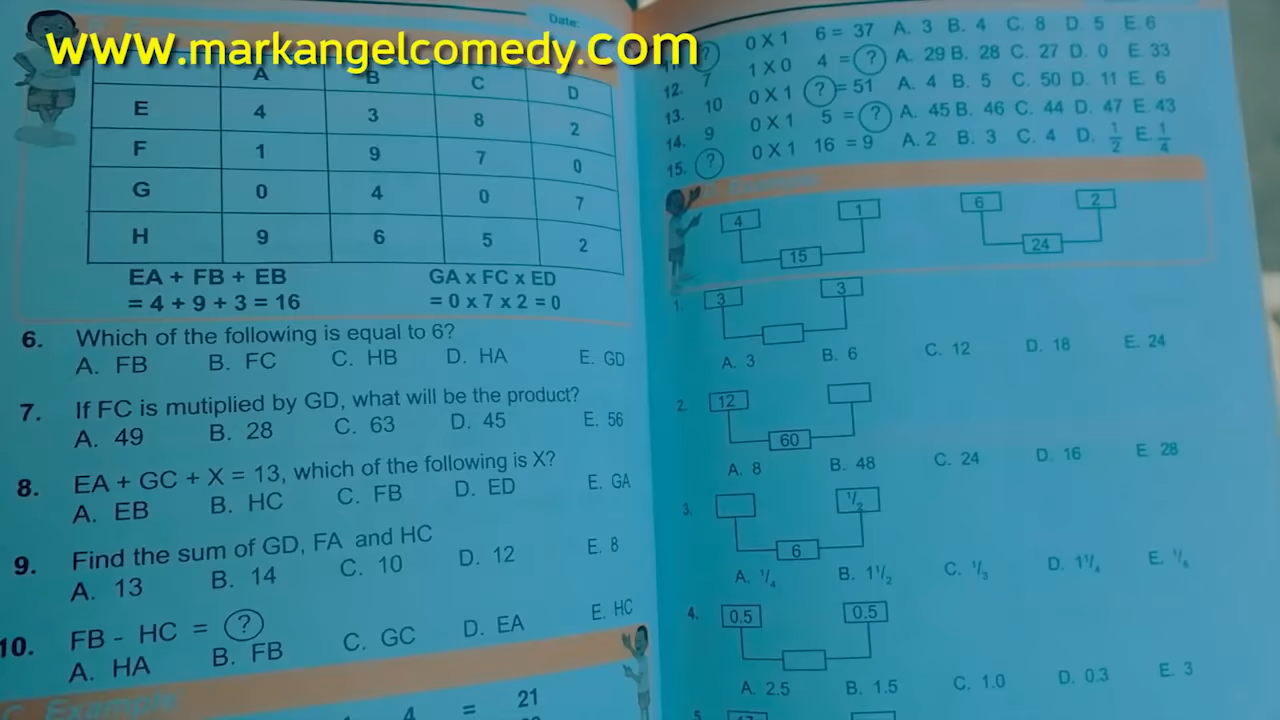 www.markangelcomedy.com
Date:
A B C D
E 4 3 8 2
F 1 9 7 0
G 0 4 0 7
H 9 6 5 2
EA + FB + EB
= 4 + 9 + 3 = 16
GA x FC x ED
= 0 x 7 x 2 = 0
6. Which of the following is equal to 6?
A. FB B. FC C. HB D. HA E. GD
7. If FC is mutiplied by GD, what will be the product?
A. 49 B. 28 C. 63 D. 45 E. 56
8. EA + GC + X = 13, which of the following is X?
A. EB B. HC C. FB D. ED E. GA
9. Find the sum of GD, FA and HC
A. 13 B. 14 C. 10 D. 12 E. 8
10. FB - HC = ?
A. HA B. FB C. GC D. EA E. HC
C. Example
4 = 21
? 0 X 1 6 = 37 A. 3 B. 4 C. 8 D. 5 E. 6
12. 7 1 X 0 4 = ? A. 29 B. 28 C. 27 D. 0 E. 33
13. 10 0 X 1 ? = 51 A. 4 B. 5 C. 50 D. 11 E. 6
14. 9 0 X 1 5 = ? A. 45 B. 46 C. 44 D. 47 E. 43
15. ? 0 X 1 16 = 9 A. 2 B. 3 C. 4 D. 1/2 E. 1/4
Example
4 1 6 2
15 24
1. 3 3
A. 3 B. 6 C. 12 D. 18 E. 24
2. 12
60
A. 8 B. 48 C. 24 D. 16 E. 28
3. 1/2
6
A. 1/4 B. 1 1/2 C. 1/3 D. 1 1/4 E. 1/6
4. 0.5 0.5
A. 2.5 B. 1.5 C. 1.0 D. 0.3 E. 3
5. 17